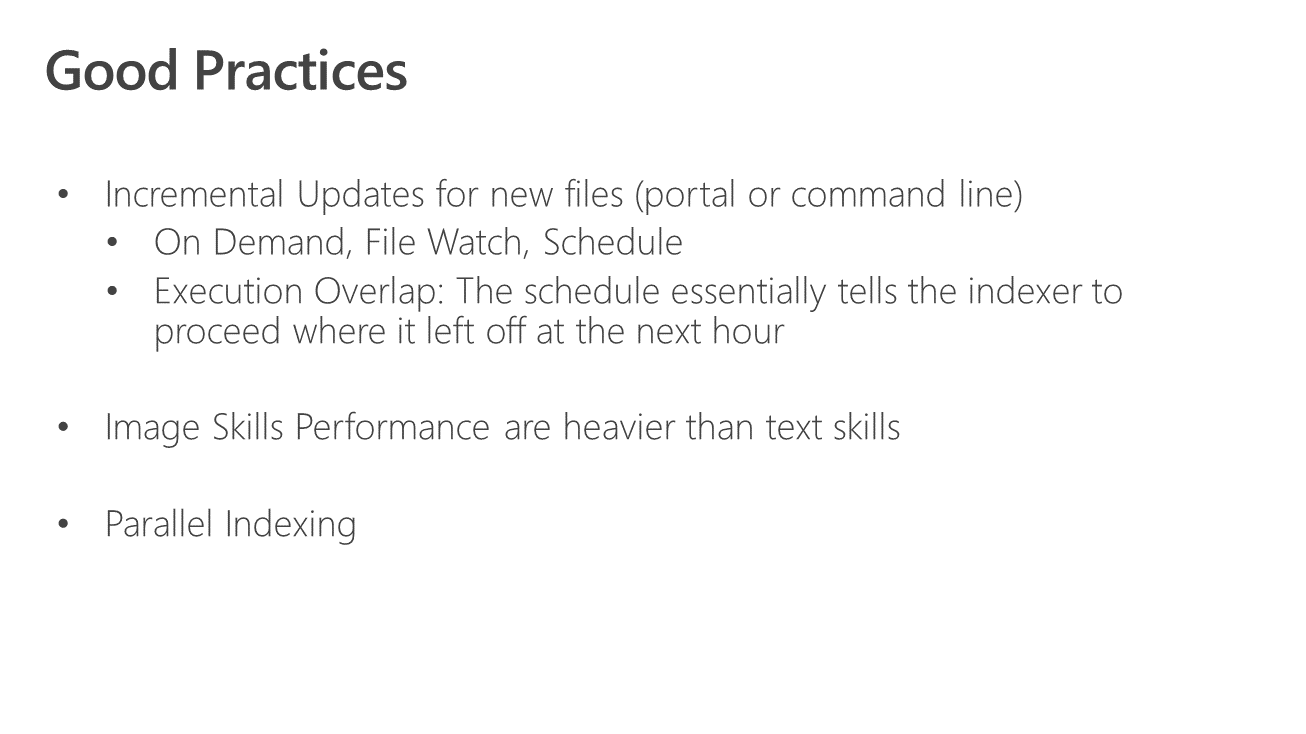 Good Practices
• Incremental Updates for new files (portal or command line)
• On Demand, File Watch, Schedule
• Execution Overlap: The schedule essentially tells the indexer to
proceed where it left off at the next hour
• Image Skills Performance are heavier than text skills
• Parallel Indexing